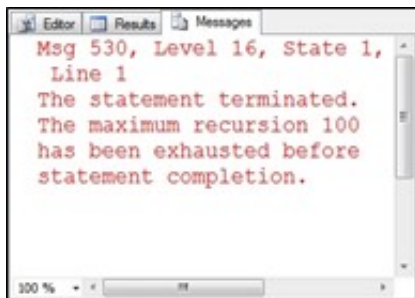 Editor Results Messages
Msg 530, Level 16, State 1,
Line 1
The statement terminated.
The maximum recursion 100
has been exhausted before
statement completion.
100 %